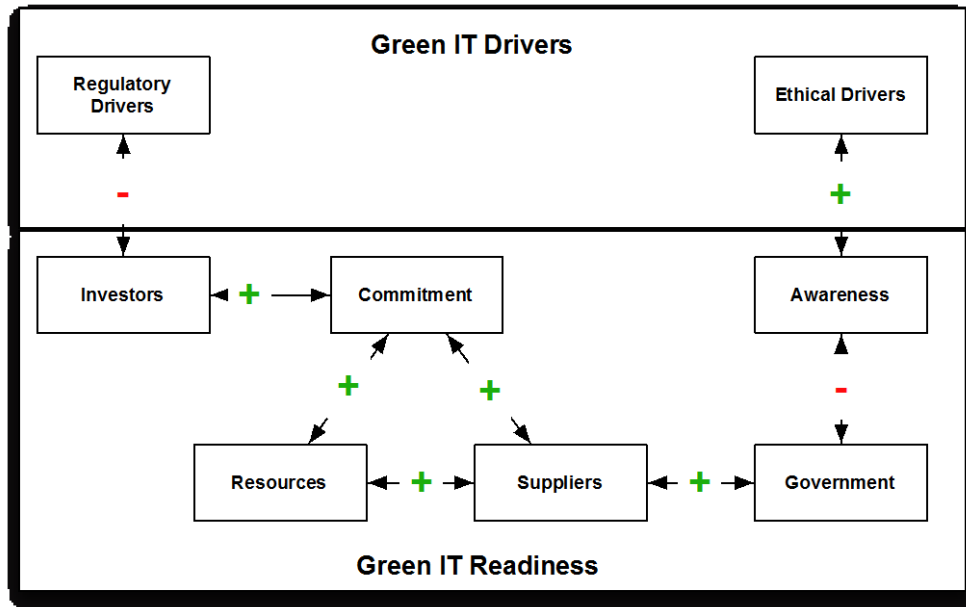 Green IT Drivers
Regulatory
Drivers
Ethical Drivers
-
+
Investors
+
Commitment
Awareness
+
+
-
Resources
+
Suppliers
+
Government
Green IT Readiness